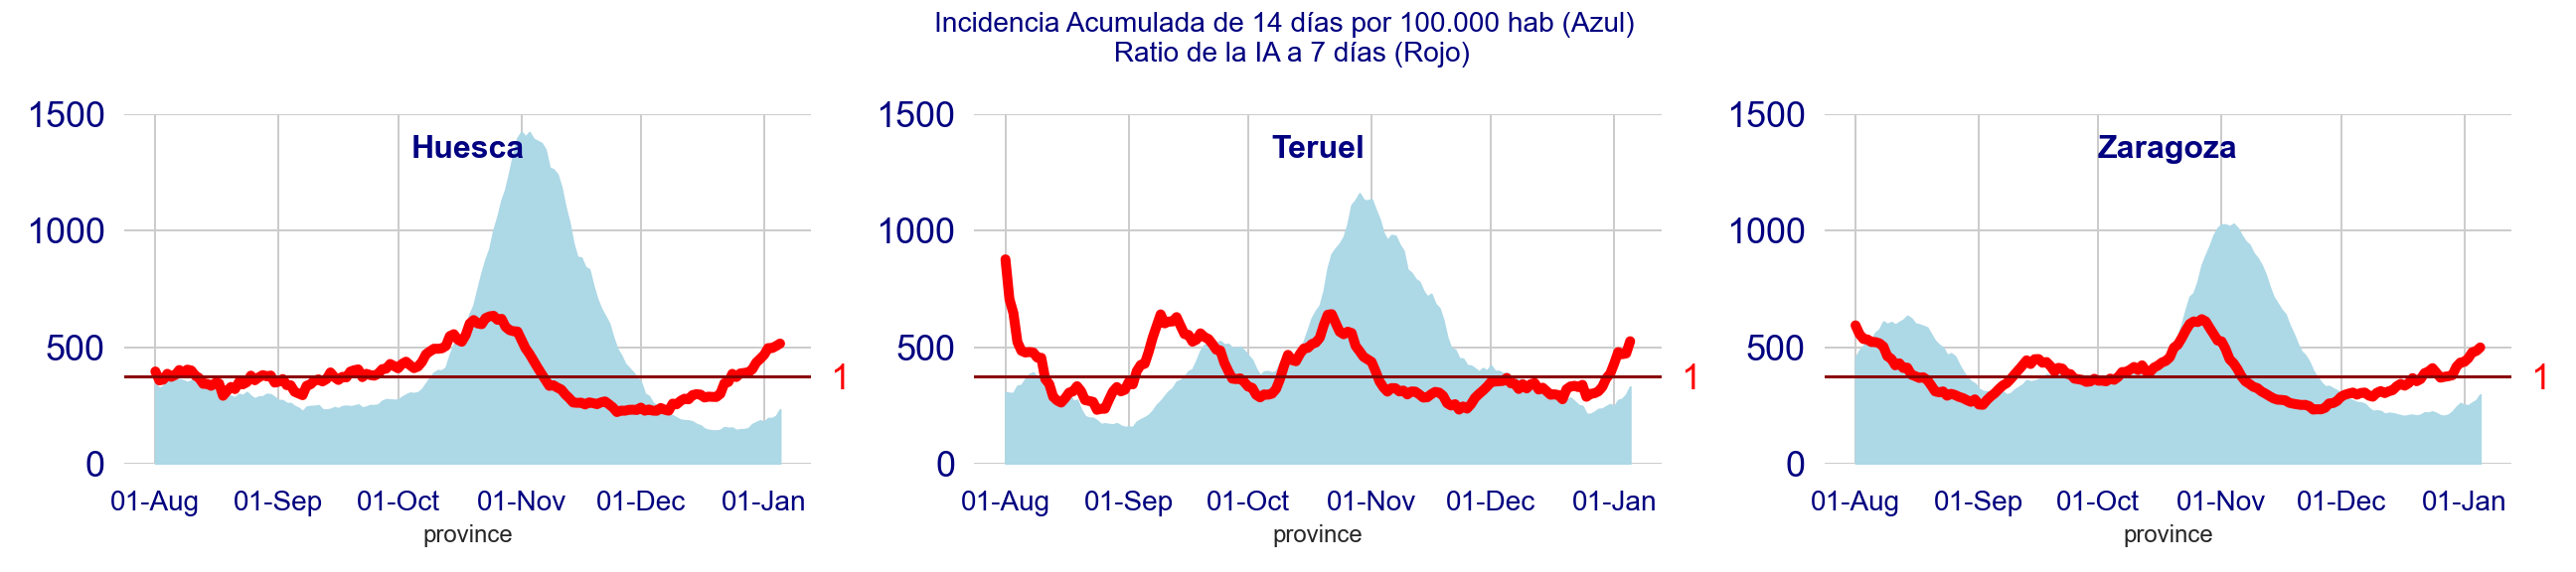 Incidencia Acumulada de 14 días por 100.000 hab (Azul)
Ratio de la IA a 7 días (Rojo)
Huesca
1500
1000
500
0
1
01-Aug 01-Sep 01-Oct 01-Nov 01-Dec 01-Jan
province
Teruel
1500
1000
500
0
1
01-Aug 01-Sep 01-Oct 01-Nov 01-Dec 01-Jan
province
Zaragoza
1500
1000
500
0
1
01-Aug 01-Sep 01-Oct 01-Nov 01-Dec 01-Jan
province